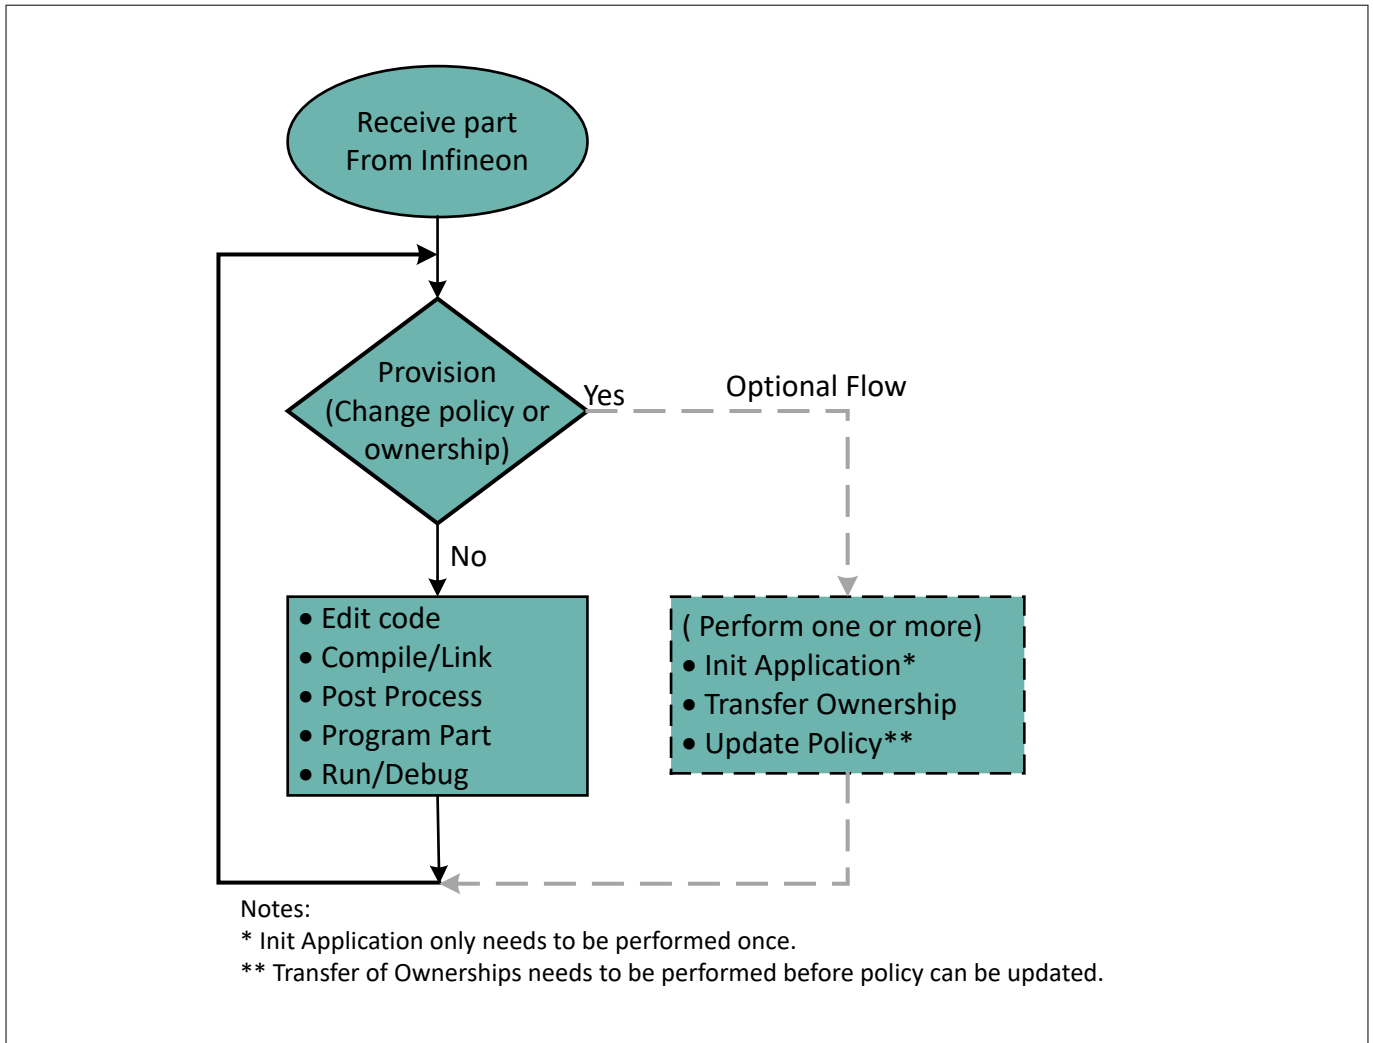 Receive part
From Infineon
Provision
(Change policy or
ownership)
Yes
Optional Flow
No
• Edit code
• Compile/Link
• Post Process
• Program Part
• Run/Debug
( Perform one or more)
• Init Application*
• Transfer Ownership
• Update Policy**
Notes:
* Init Application only needs to be performed once.
** Transfer of Ownerships needs to be performed before policy can be updated.